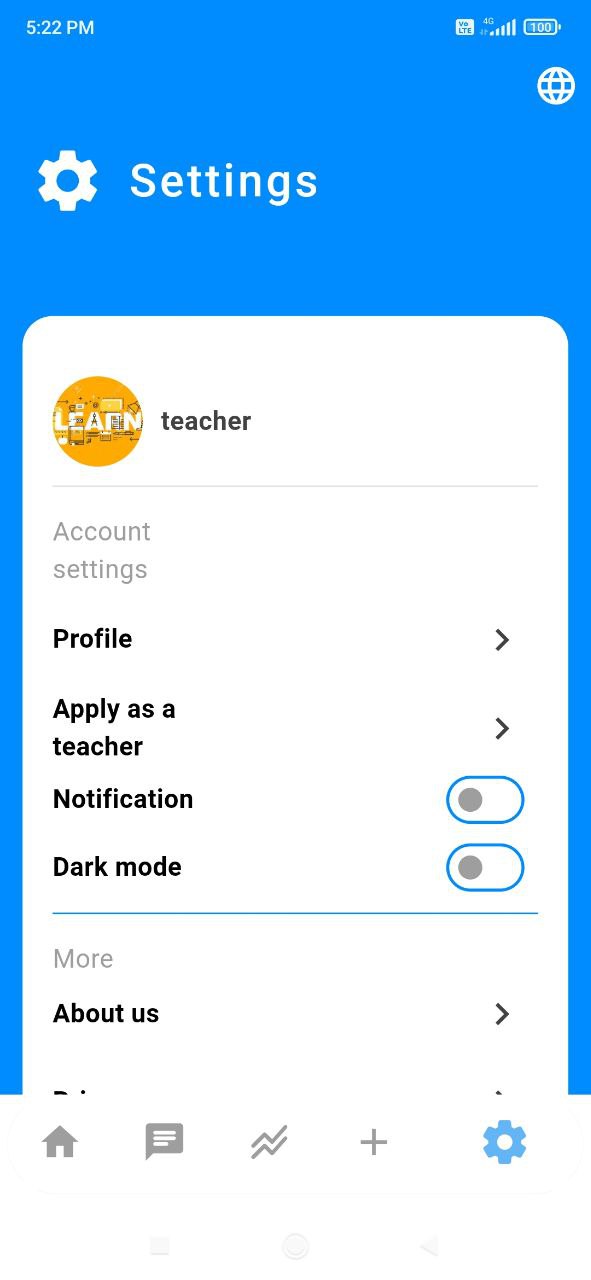 5:22 PM
Vo LTE
4G
100
Settings
LEARN
teacher
Account
settings
Profile
Apply as a
teacher
Notification
Dark mode
More
About us